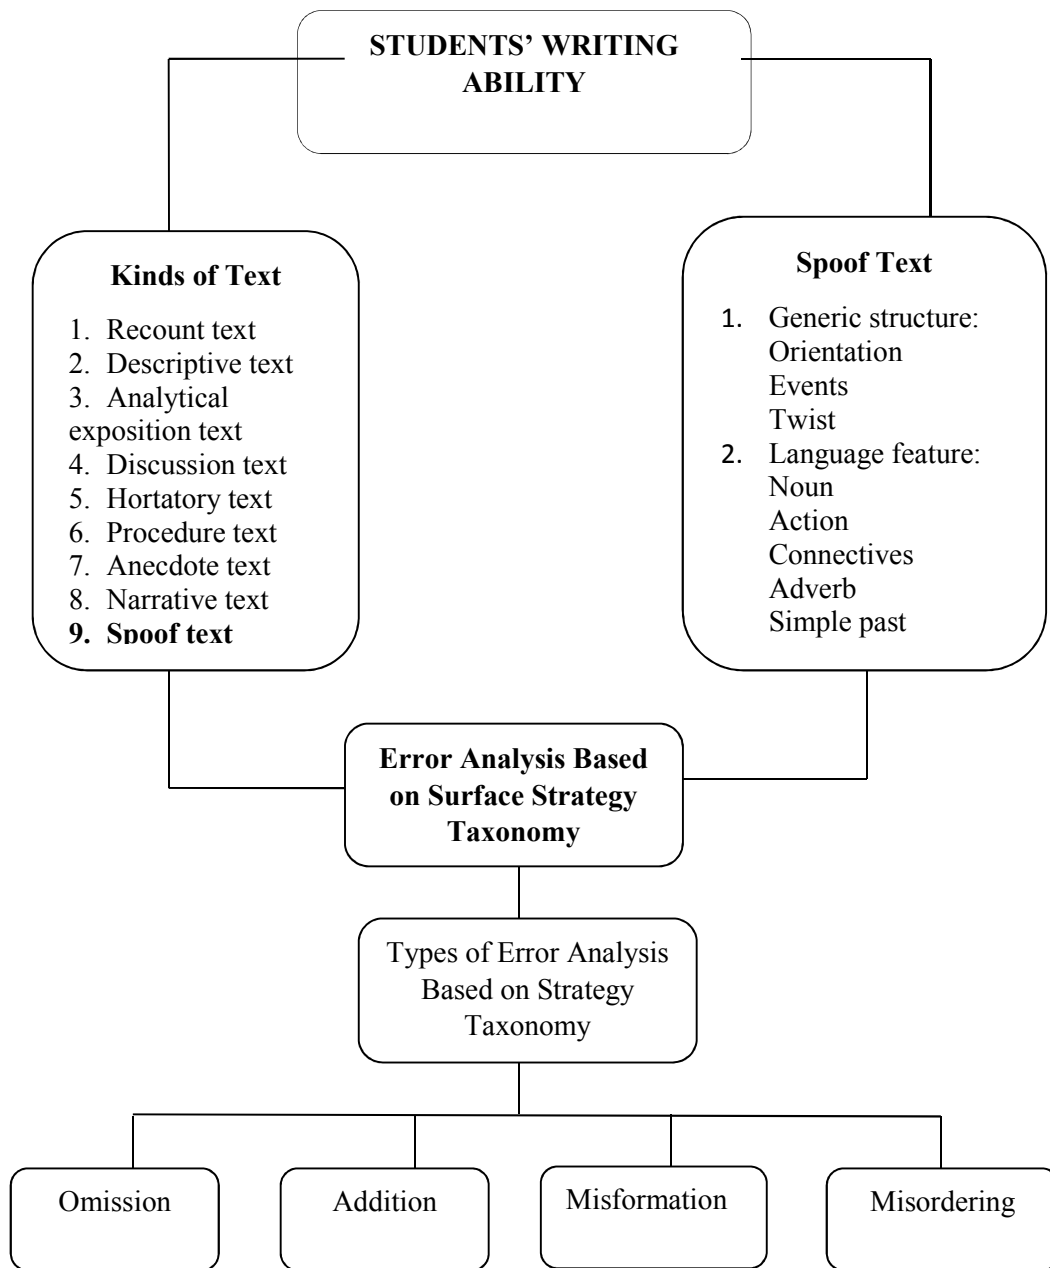 STUDENTS’ WRITING
ABILITY
Kinds of Text
1. Recount text
2. Descriptive text
3. Analytical
exposition text
4. Discussion text
5. Hortatory text
6. Procedure text
7. Anecdote text
8. Narrative text
9. Spoof text
Spoof Text
1. Generic structure:
Orientation
Events
Twist
2. Language feature:
Noun
Action
Connectives
Adverb
Simple past
Error Analysis Based
on Surface Strategy
Taxonomy
Types of Error Analysis
Based on Strategy
Taxonomy
Omission
Addition
Misformation
Misordering